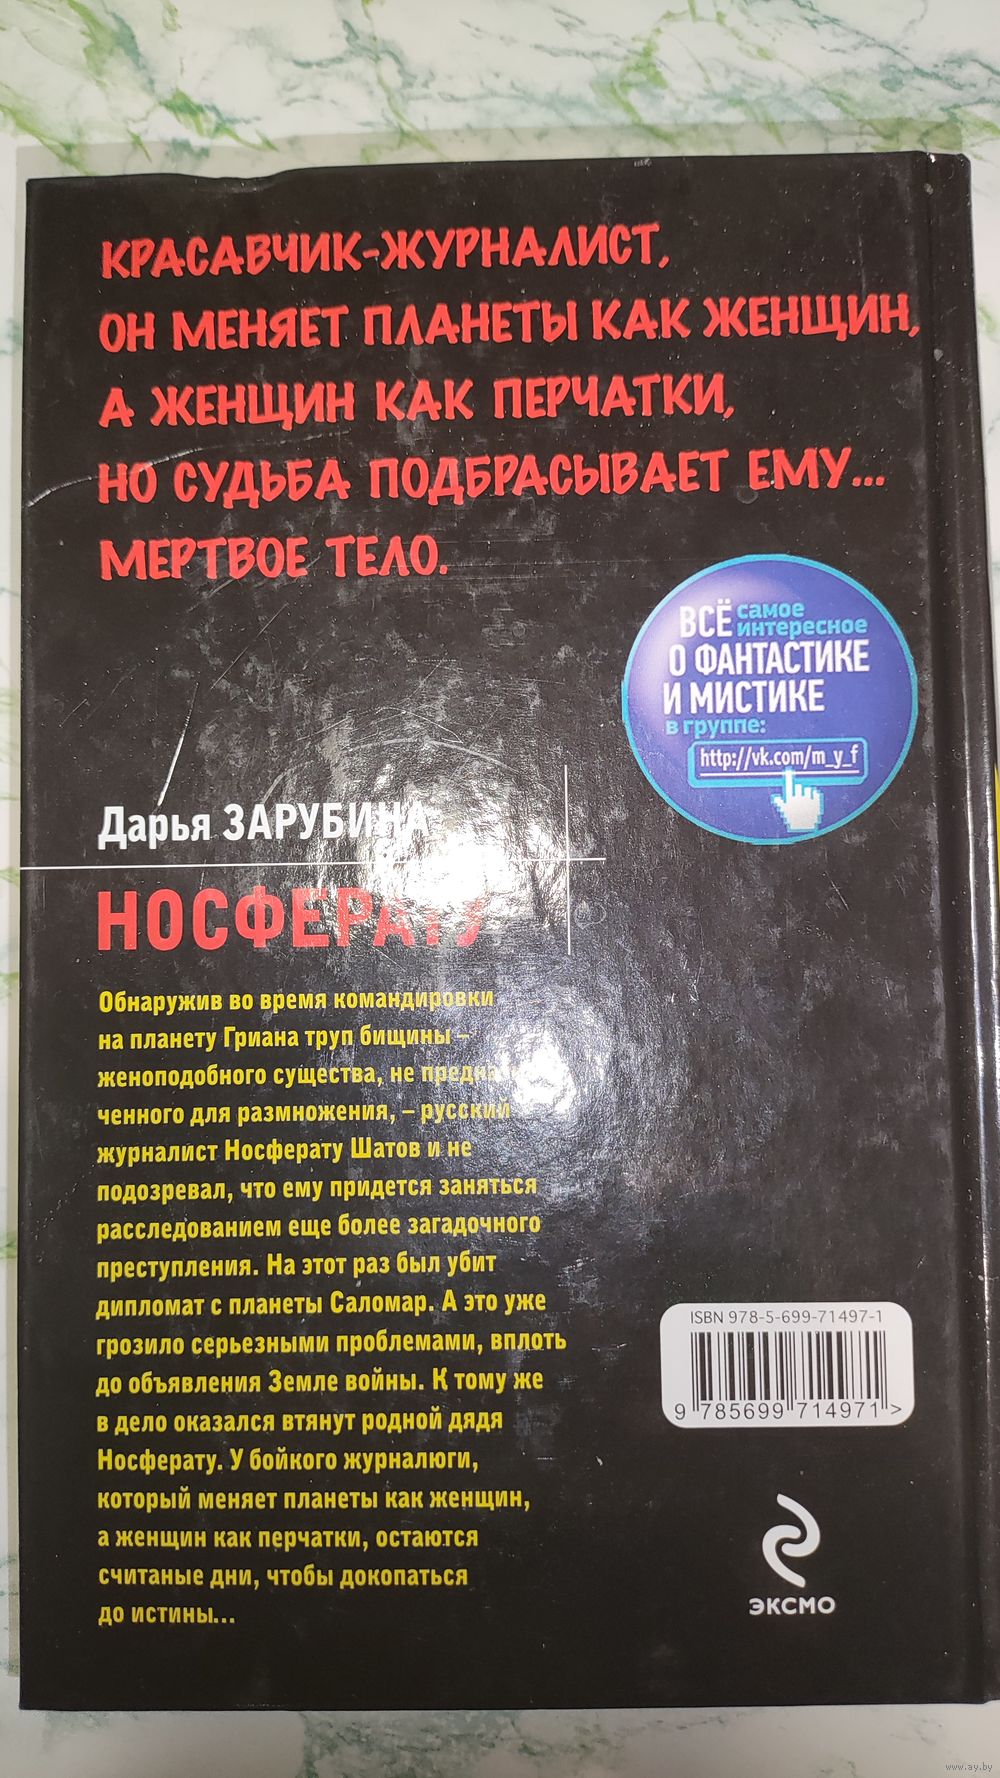 КРАСАВЧИК-ЖУРНАЛИСТ,
ОН МЕНЯЕТ ПЛАНЕТЫ КАК ЖЕНЩИН,
А ЖЕНЩИН КАК ПЕРЧАТКИ,
НО СУДЬБА ПОДБРАСЫВАЕТ ЕМУ...
МЕРТВОЕ ТЕЛО.
ВСЁ самое
интересное
О ФАНТАСТИКЕ
И МИСТИКЕ
в группе:
http://vk.com/m_y_f
Дарья ЗАРУБИНА
НОСФЕРАТУ
Обнаружив во время командировки
на планету Гриана труп бищины –
женоподобного существа, не предна-
ченного для размножения, – русский
журналист Носферату Шатов и не
подозревал, что ему придется заняться
расследованием еще более загадочного
преступления. На этот раз был убит
дипломат с планеты Саломар. А это уже
грозило серьезными проблемами, вплоть
до объявления Земле войны. К тому же
в дело оказался втянут родной дядя
Носферату. У бойкого журналюги,
который меняет планеты как женщин,
а женщин как перчатки, остаются
считаные дни, чтобы докопаться
до истины...
ISBN 978-5-699-71497-1
9 785699 714971 >
ЭКСМО
www.ay.by